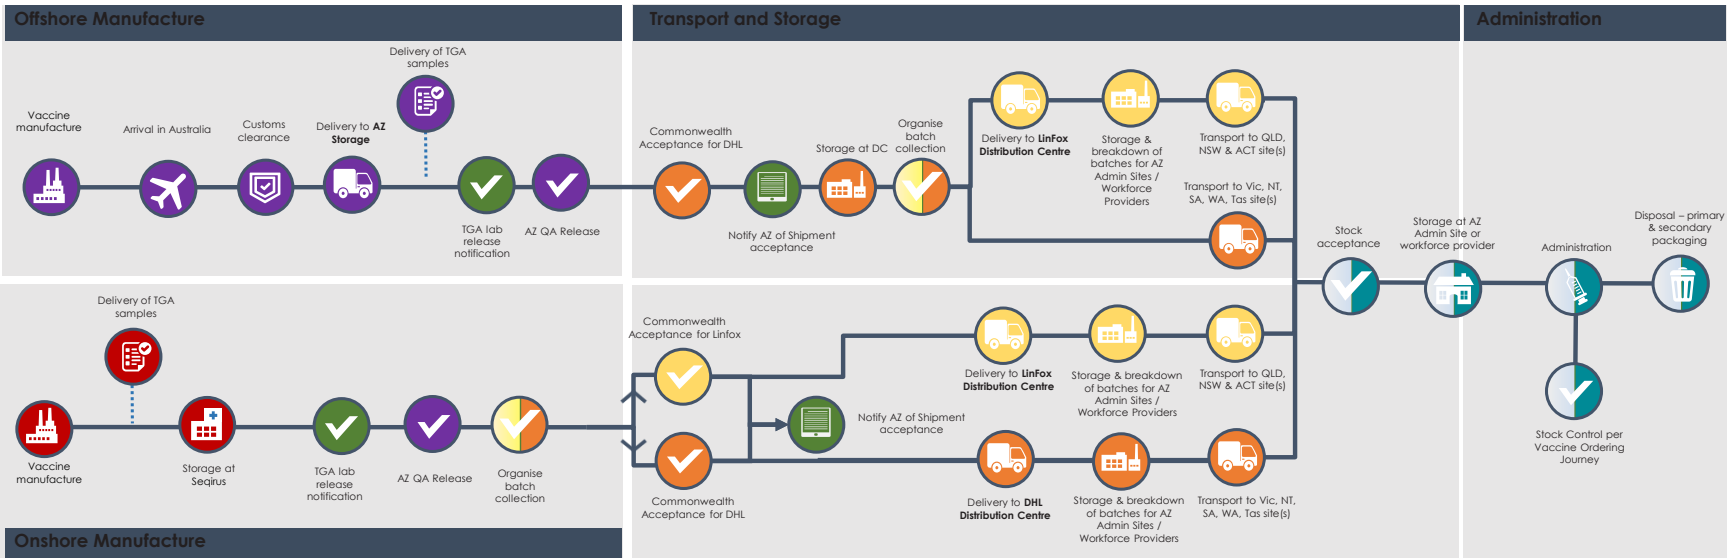 Offshore Manufacture
Transport and Storage
Administration
Delivery of TGA
samples
Vaccine
manufacture
Arrival in Australia
Customs
clearance
Delivery to AZ
Storage
TGA lab
release
notification
AZ QA Release
Commonwealth
Acceptance for DHL
Notify AZ of Shipment
acceptance
Storage at DC
Organise
batch
collection
Delivery to LinFox
Distribution Centre
Storage &
breakdown of
batches for AZ
Admin Sites /
Workforce
Providers
Transport to QLD,
NSW & ACT site(s)
Transport to Vic, NT,
SA, WA, Tas site(s)
Stock
acceptance
Storage at AZ
Admin Site or
workforce provider
Administration
Disposal – primary
& secondary
packaging
Stock Control per
Vaccine Ordering
Journey
Delivery of TGA
samples
Vaccine
manufacture
Storage at
Seqirus
TGA lab
release
notification
AZ QA Release
Organise
batch
collection
Commonwealth
Acceptance for Linfox
Commonwealth
Acceptance for DHL
Notify AZ of Shipment
acceptance
Delivery to LinFox
Distribution Centre
Storage & breakdown
of batches for AZ
Admin Sites /
Workforce Providers
Transport to QLD,
NSW & ACT site(s)
Delivery to DHL
Distribution Centre
Storage & breakdown
of batches for AZ
Admin Sites /
Workforce Providers
Transport to Vic, NT,
SA, WA, Tas site(s)
Onshore Manufacture